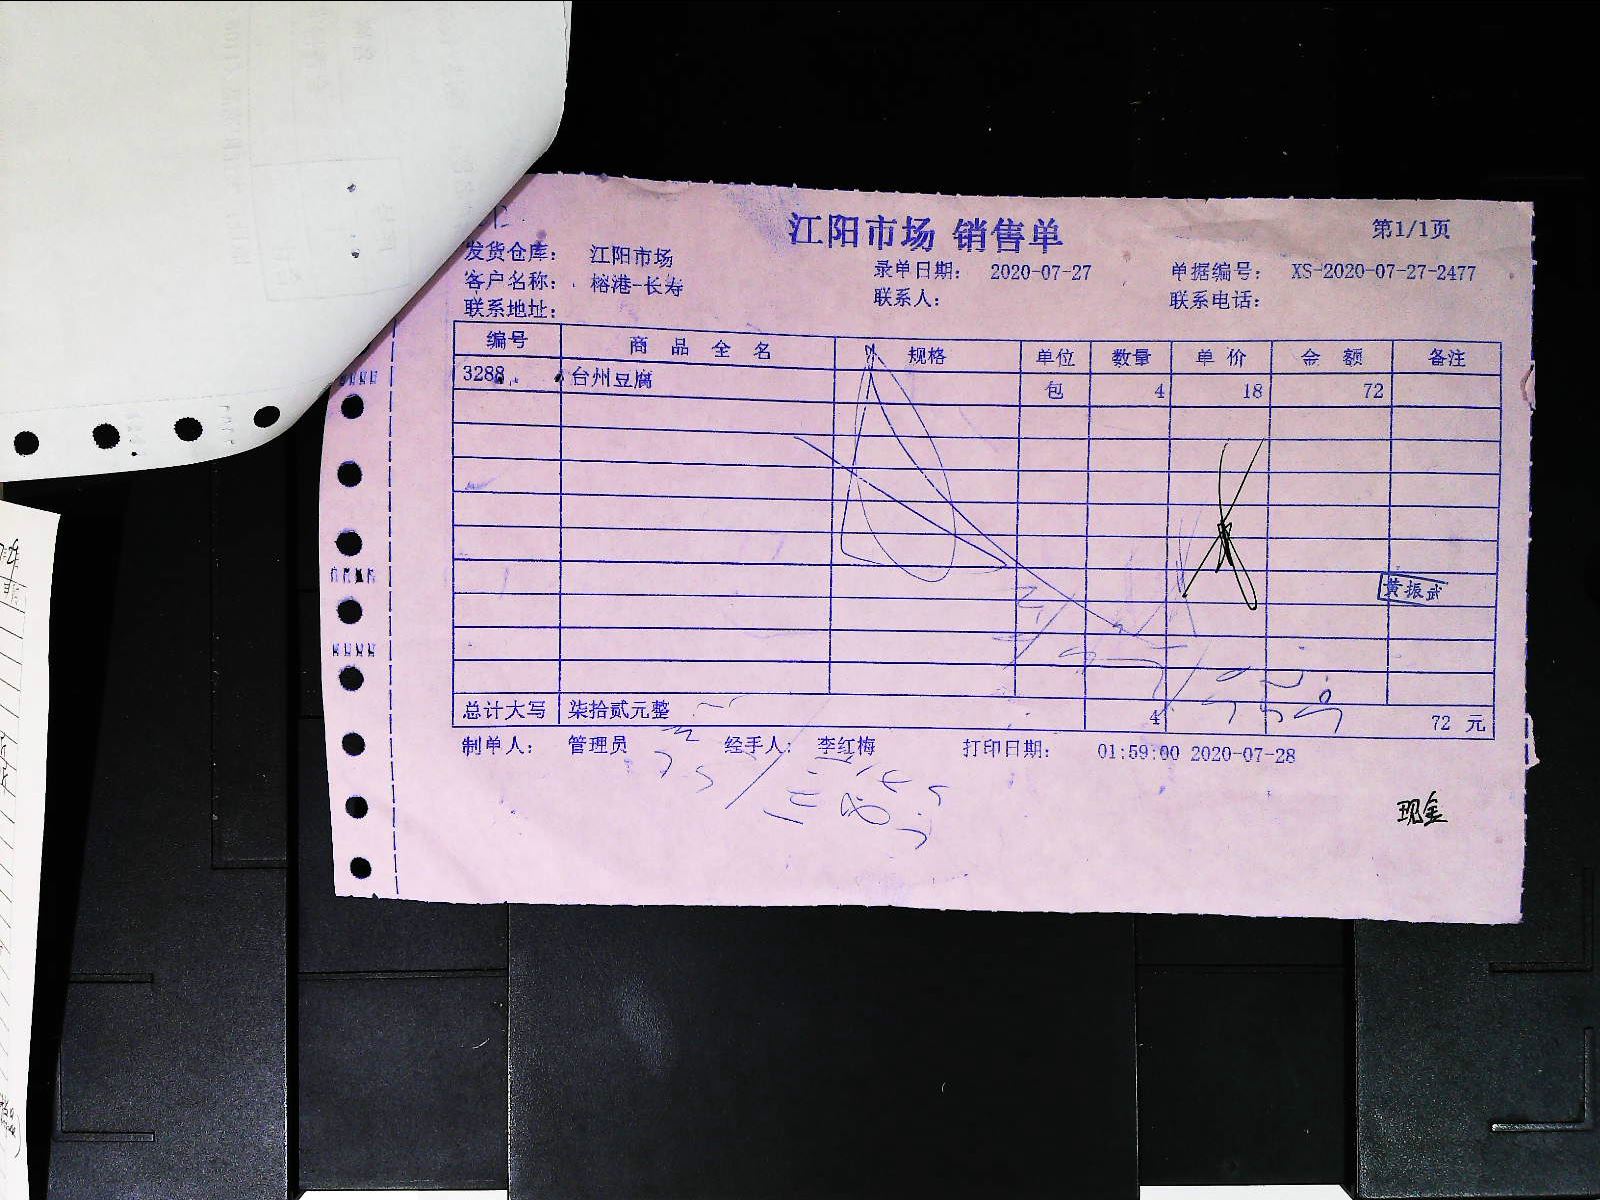 江阳市场 销售单
第1/1页
发货仓库: 江阳市场
录单日期: 2020-07-27
单据编号: XS-2020-07-27-2477
客户名称: 榕港-长寿
联系人:
联系电话:
联系地址:
编号 商品全名 规格 单位 数量 单价 金额 备注
3288 台州豆腐 包 4 18 72
黄振武
总计大写 柒拾贰元整 4 72 元
制单人: 管理员 经手人: 李红梅 打印日期: 01:59:00 2020-07-28
现金